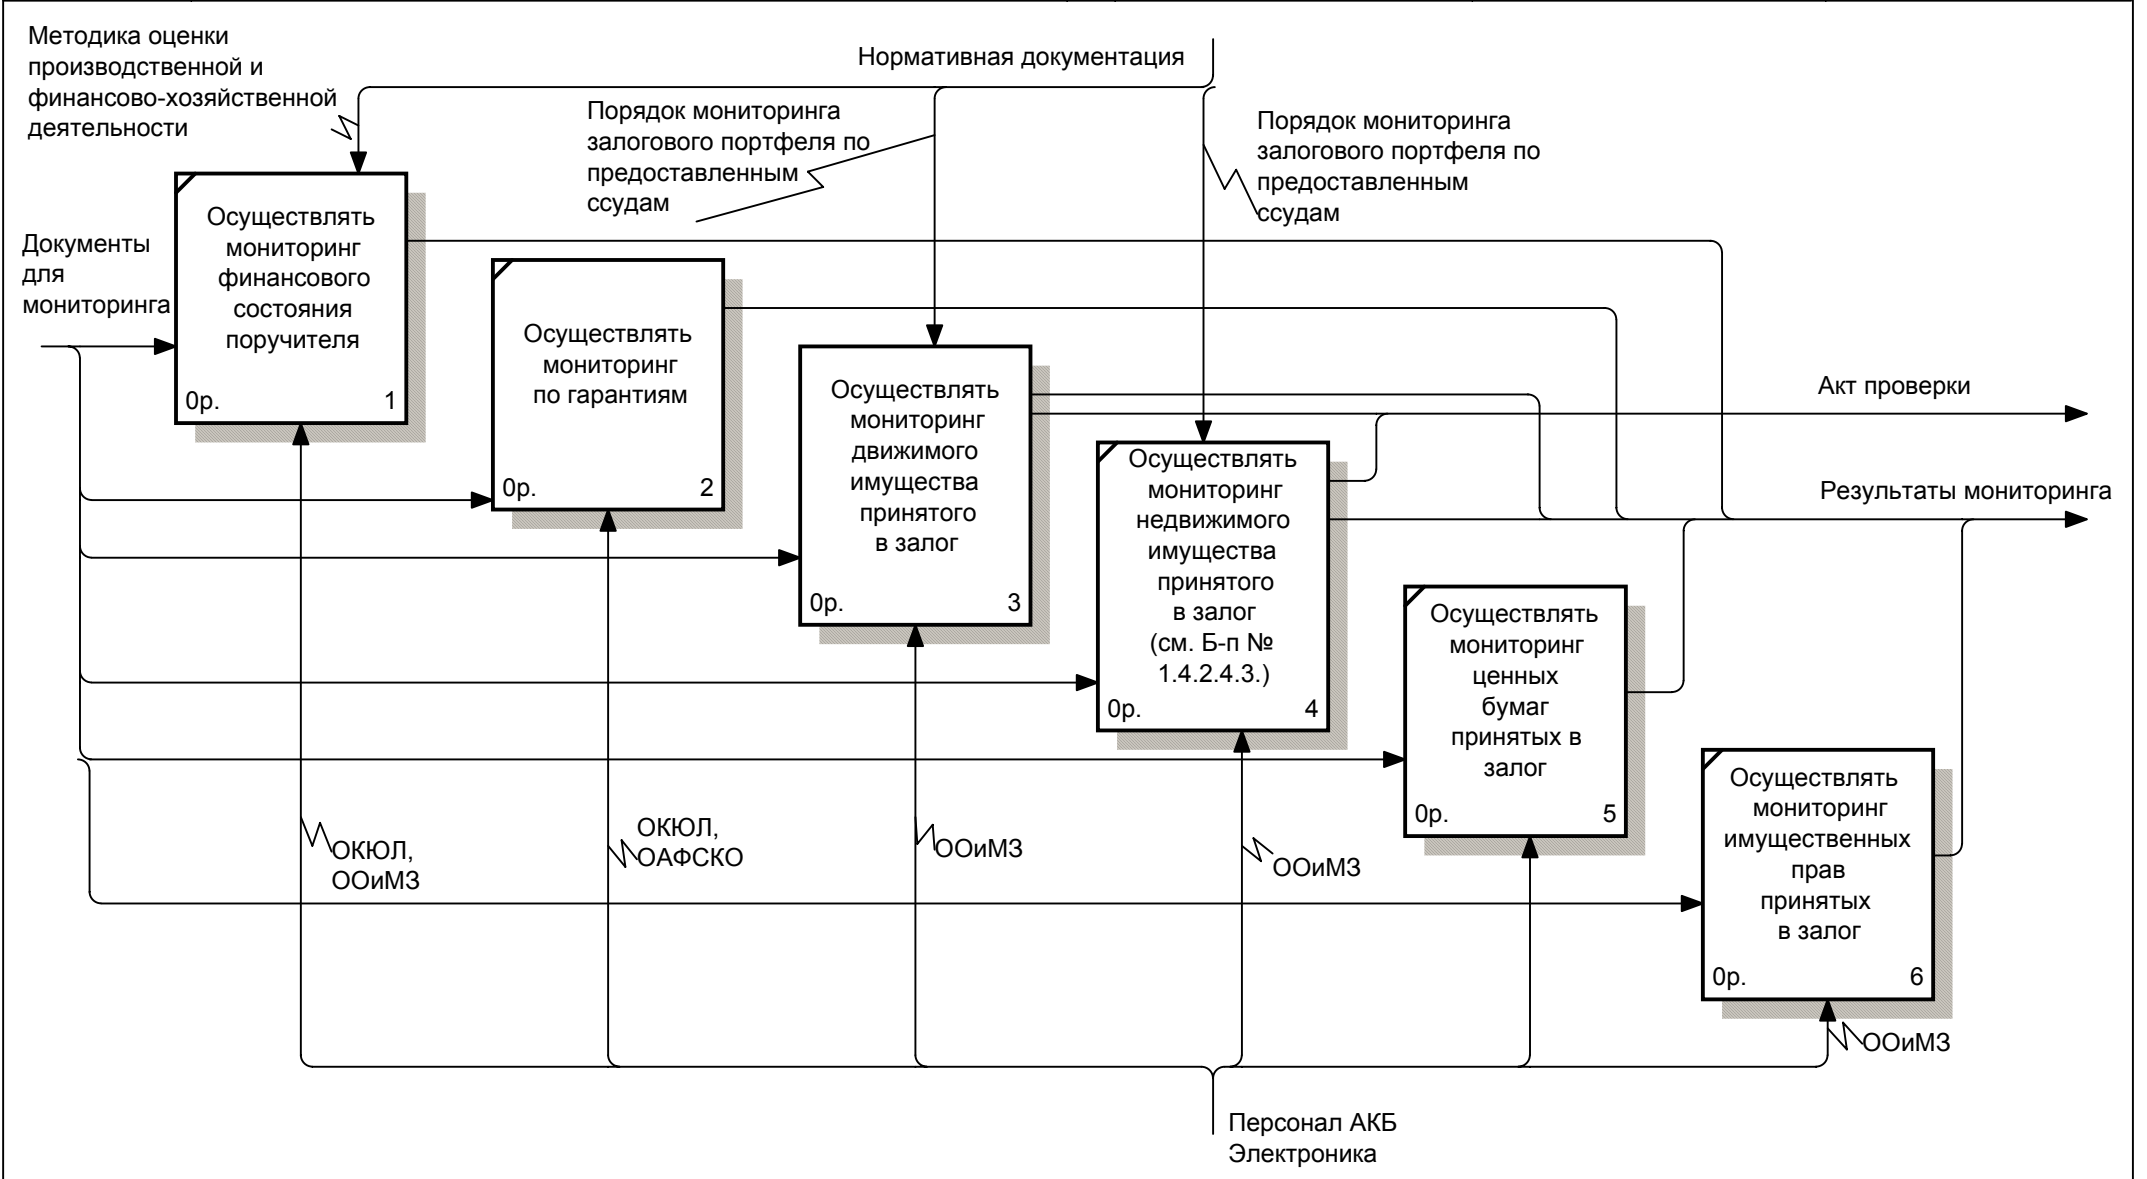 Методика оценки
производственной и
финансово-хозяйственной
деятельности
Нормативная документация
Порядок мониторинга
залогового портфеля по
предоставленным
ссудам
Порядок мониторинга
залогового портфеля по
предоставленным
ссудам
Документы
для
мониторинга
Осуществлять
мониторинг
финансового
состояния
поручителя
0р. 1
Осуществлять
мониторинг
по гарантиям
0р. 2
Осуществлять
мониторинг
движимого
имущества
принятого
в залог
0р. 3
Осуществлять
мониторинг
недвижимого
имущества
принятого
в залог
(см. Б-п №
1.4.2.4.3.)
0р. 4
Осуществлять
мониторинг
ценных
бумаг
принятых в
залог
0р. 5
Осуществлять
мониторинг
имущественных
прав
принятых
в залог
0р. 6
Акт проверки
Результаты мониторинга
ОКЮЛ,
ООиМЗ
ОКЮЛ,
ОАФСКО
ООиМЗ
ООиМЗ
ООиМЗ
Персонал АКБ
Электроника